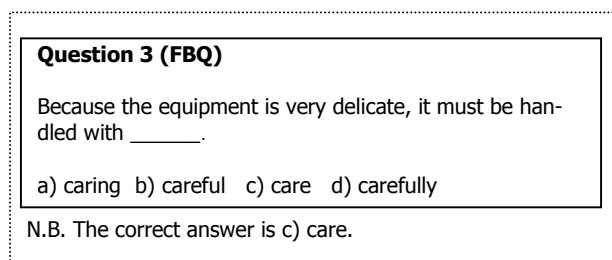 Question 3 (FBQ)
Because the equipment is very delicate, it must be han-
dled with ______.
a) caring b) careful c) care d) carefully
N.B. The correct answer is c) care.